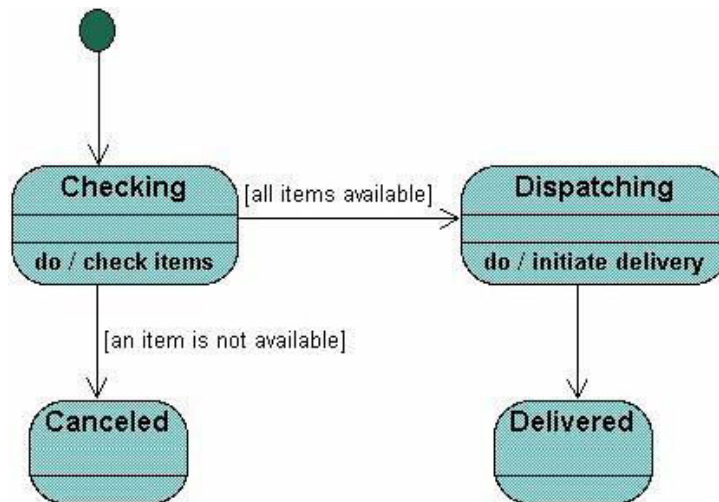 Checking
do / check items
[all items available]
Dispatching
do / initiate delivery
[an item is not available]
Canceled
Delivered